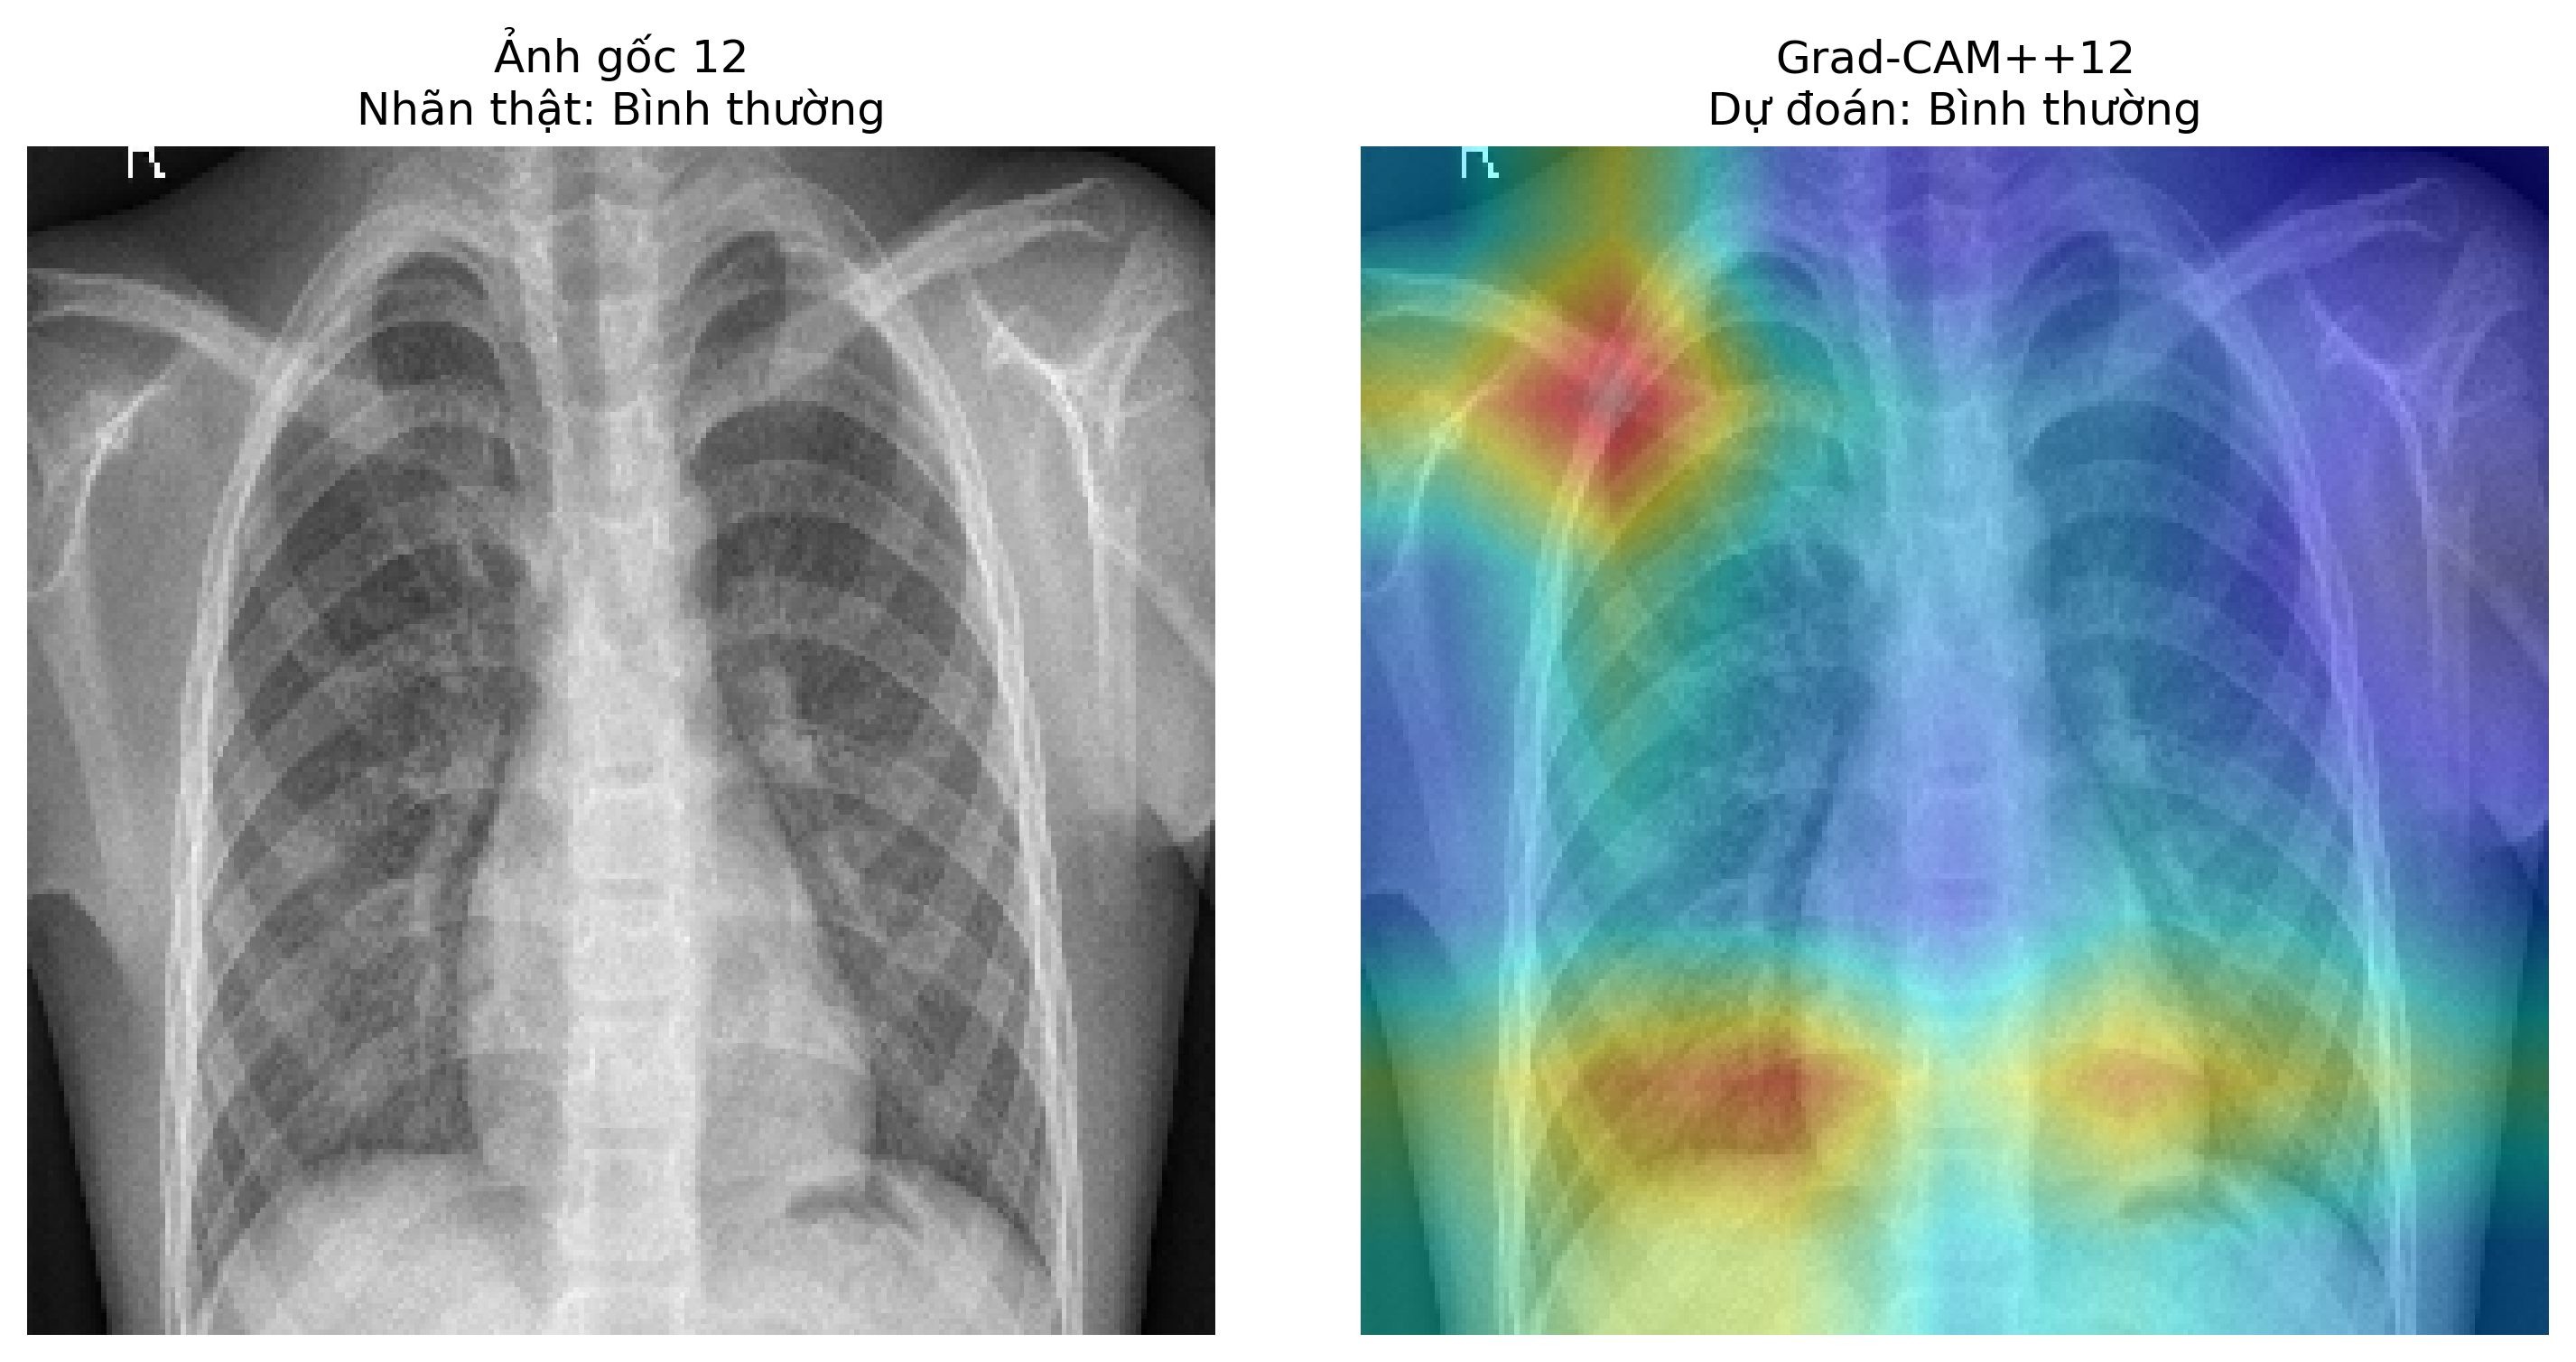 Ảnh gốc 12
Nhãn thật: Bình thường
Grad-CAM++12
Dự đoán: Bình thường
R
R